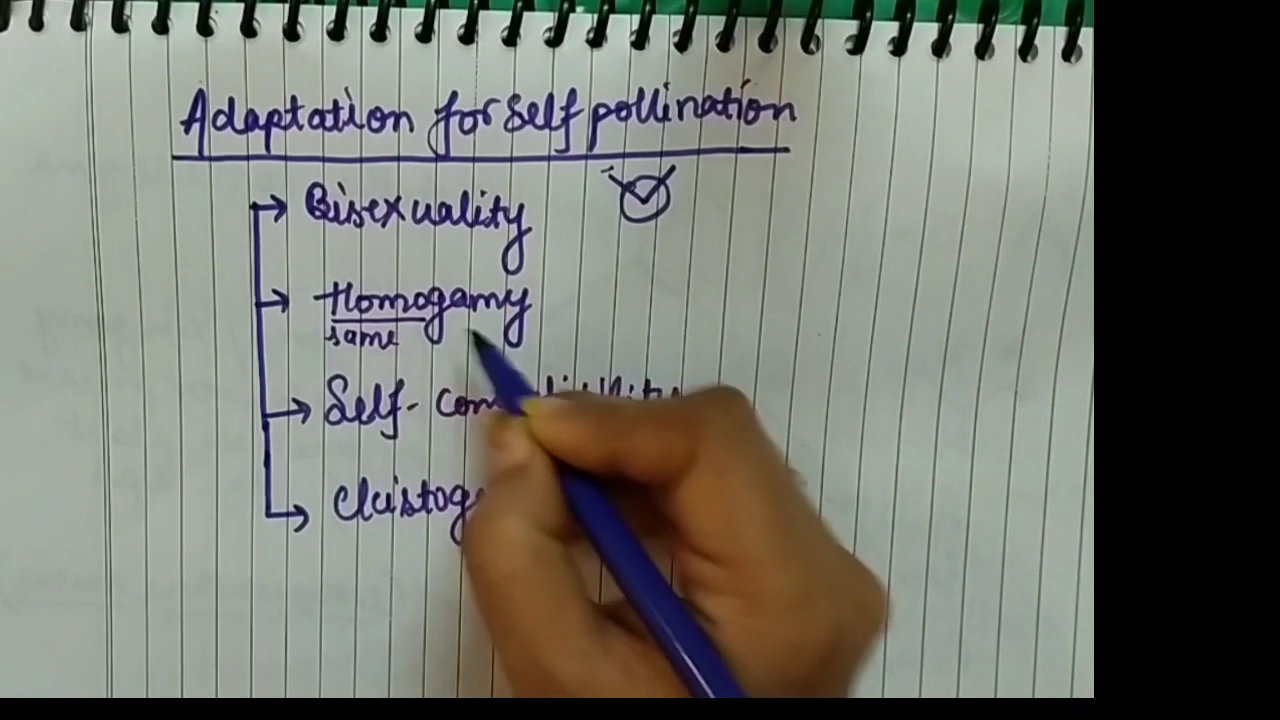 Adaptation for self pollination
Bisexuality
Homogamy
same
Self-